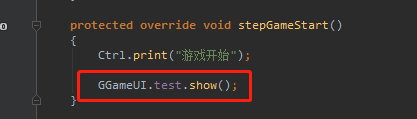 protected override void stepGameStart()
{
Ctrl.print("游戏开始");
GGameUI.test.show();
}